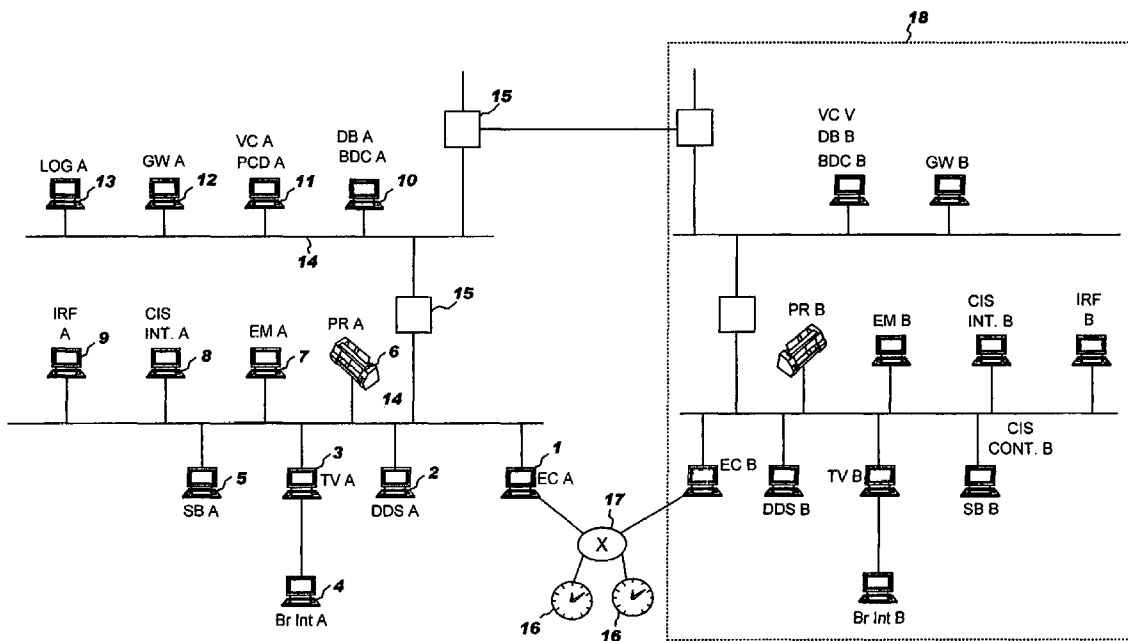 18
15
VC V
DB B
BDC B
GW B
LOG A
13
GW A
12
VC A
PCD A
11
DB A
BDC A
10
14
15
IRF
A
9
CIS
INT. A
8
EM A
7
PR A
6
14
PR B
EM B
CIS
INT. B
IRF
B
5
SB A
3
TV A
2
DDS A
1
EC A
17
X
EC B
DDS B
TV B
CIS
CONT. B
SB B
4
Br Int A
16
16
Br Int B